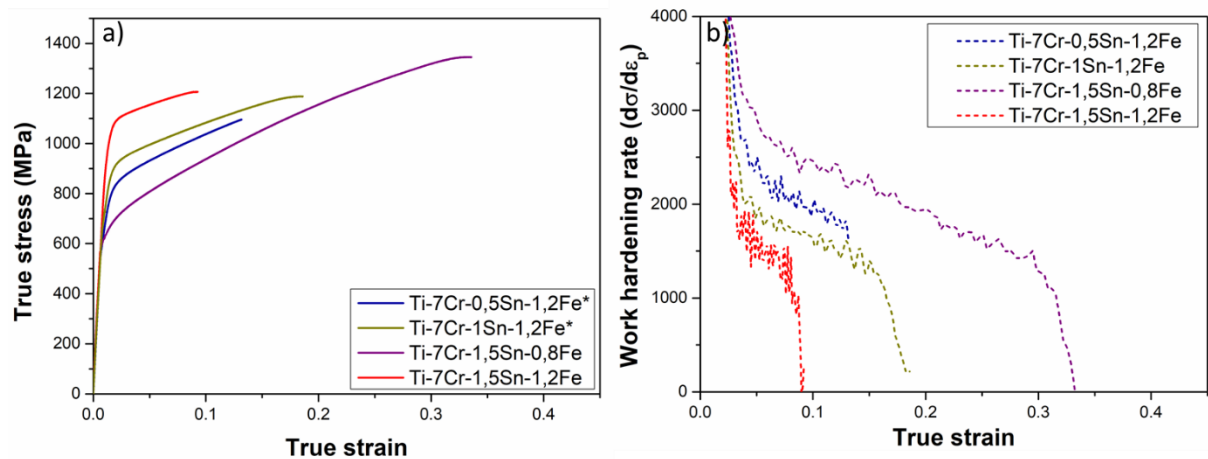 a)
True stress (MPa)
1400
1200
1000
800
600
400
200
0
0.0
0.1
0.2
0.3
0.4
True strain
Ti-7Cr-0,5Sn-1,2Fe*
Ti-7Cr-1Sn-1,2Fe*
Ti-7Cr-1,5Sn-0,8Fe
Ti-7Cr-1,5Sn-1,2Fe
b)
Work hardening rate (dσ/dεp)
4000
3000
2000
1000
0
0.0
0.1
0.2
0.3
0.4
True strain
Ti-7Cr-0,5Sn-1,2Fe
Ti-7Cr-1Sn-1,2Fe
Ti-7Cr-1,5Sn-0,8Fe
Ti-7Cr-1,5Sn-1,2Fe